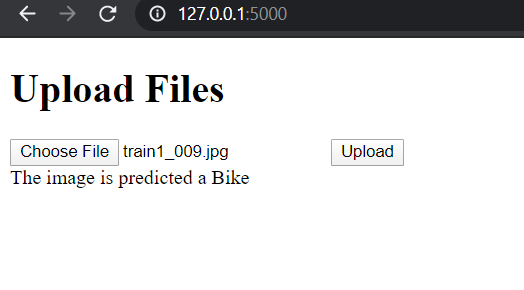 127.0.0.1:5000
Upload Files
Choose File train1_009.jpg Upload
The image is predicted a Bike